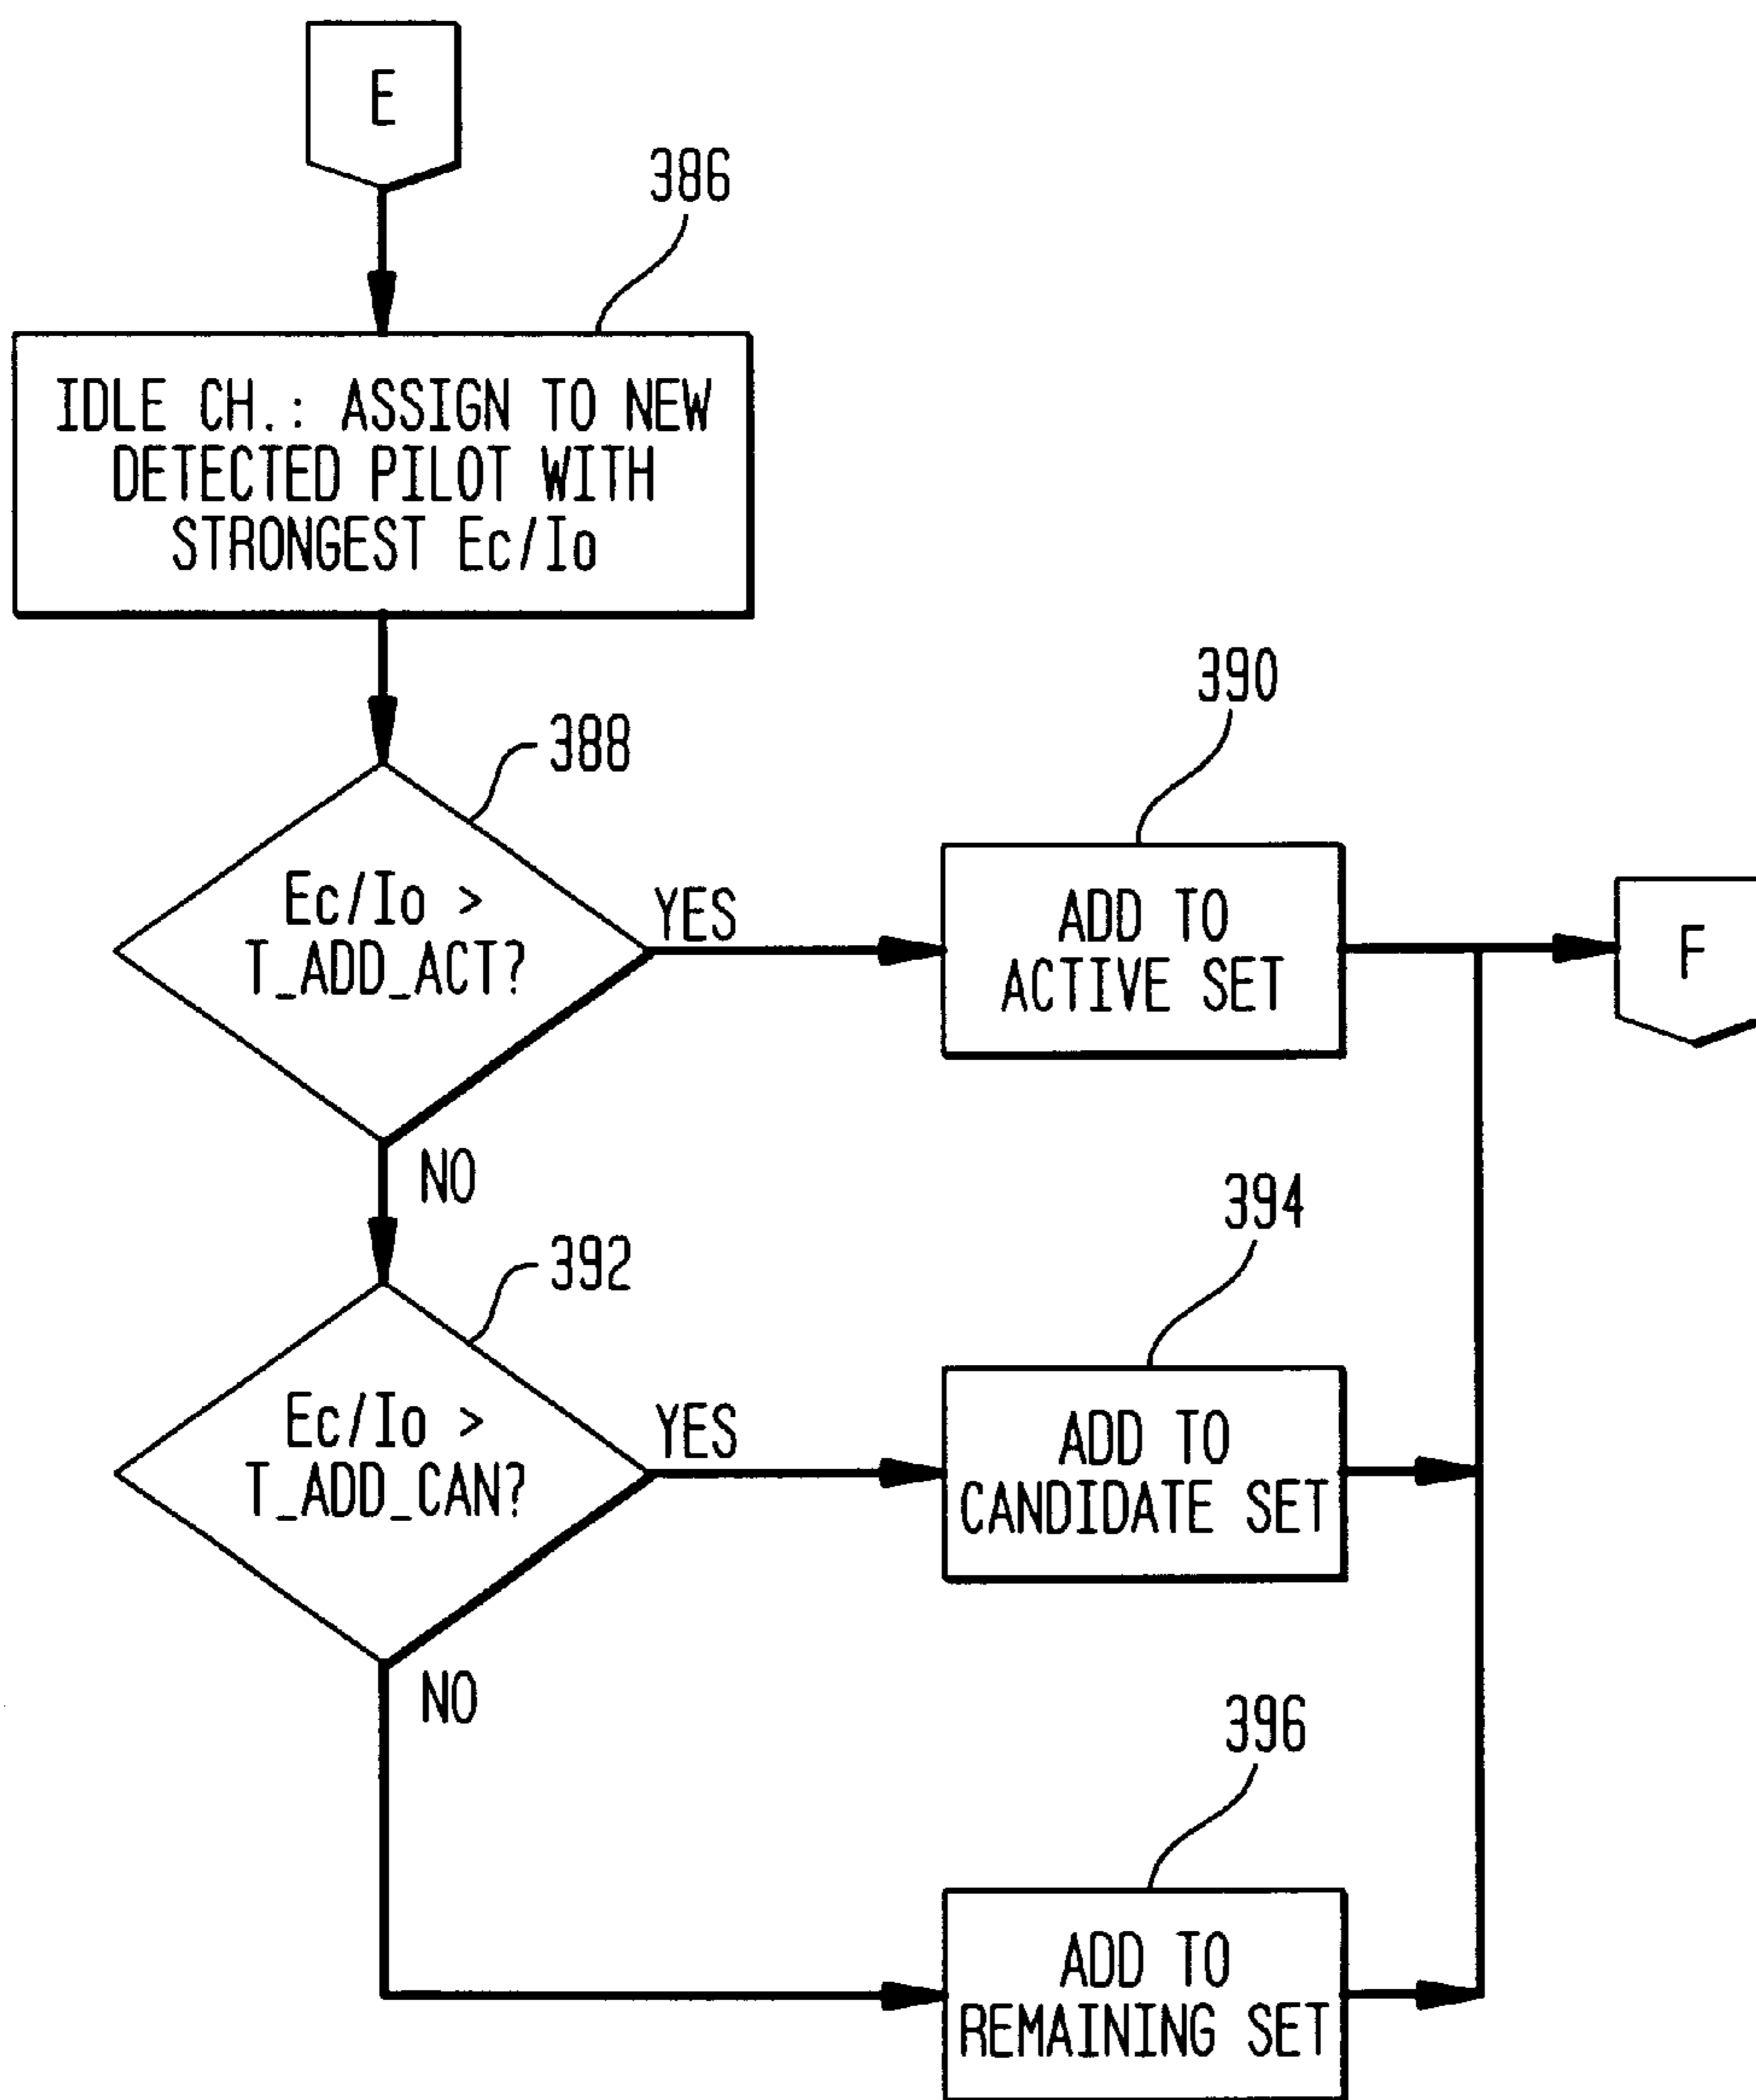 E
386
IDLE CH.: ASSIGN TO NEW
DETECTED PILOT WITH
STRONGEST Ec/Io
388
Ec/Io >
T_ADD_ACT?
YES
NO
390
ADD TO
ACTIVE SET
F
392
Ec/Io >
T_ADD_CAN?
YES
NO
394
ADD TO
CANDIDATE SET
396
ADD TO
REMAINING SET